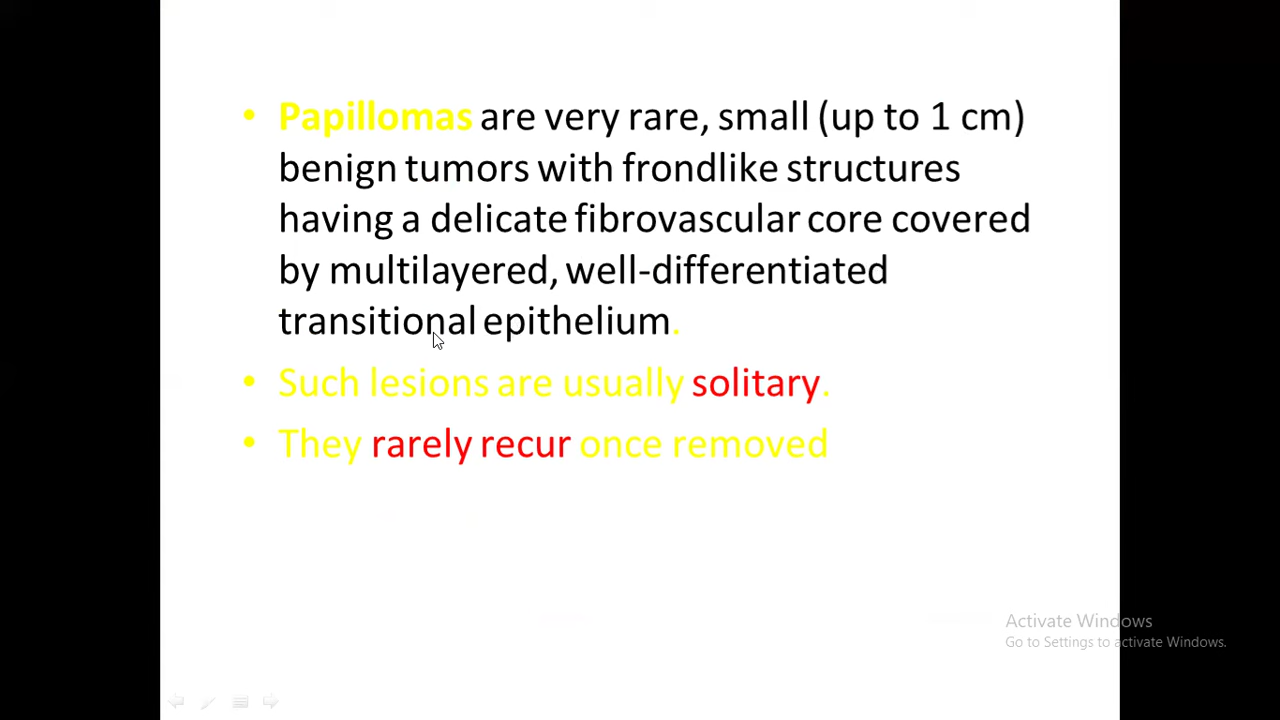 • Papillomas are very rare, small (up to 1 cm)
benign tumors with frondlike structures
having a delicate fibrovascular core covered
by multilayered, well-differentiated
transitional epithelium.
• Such lesions are usually solitary.
• They rarely recur once removed
Activate Windows
Go to Settings to activate Windows.